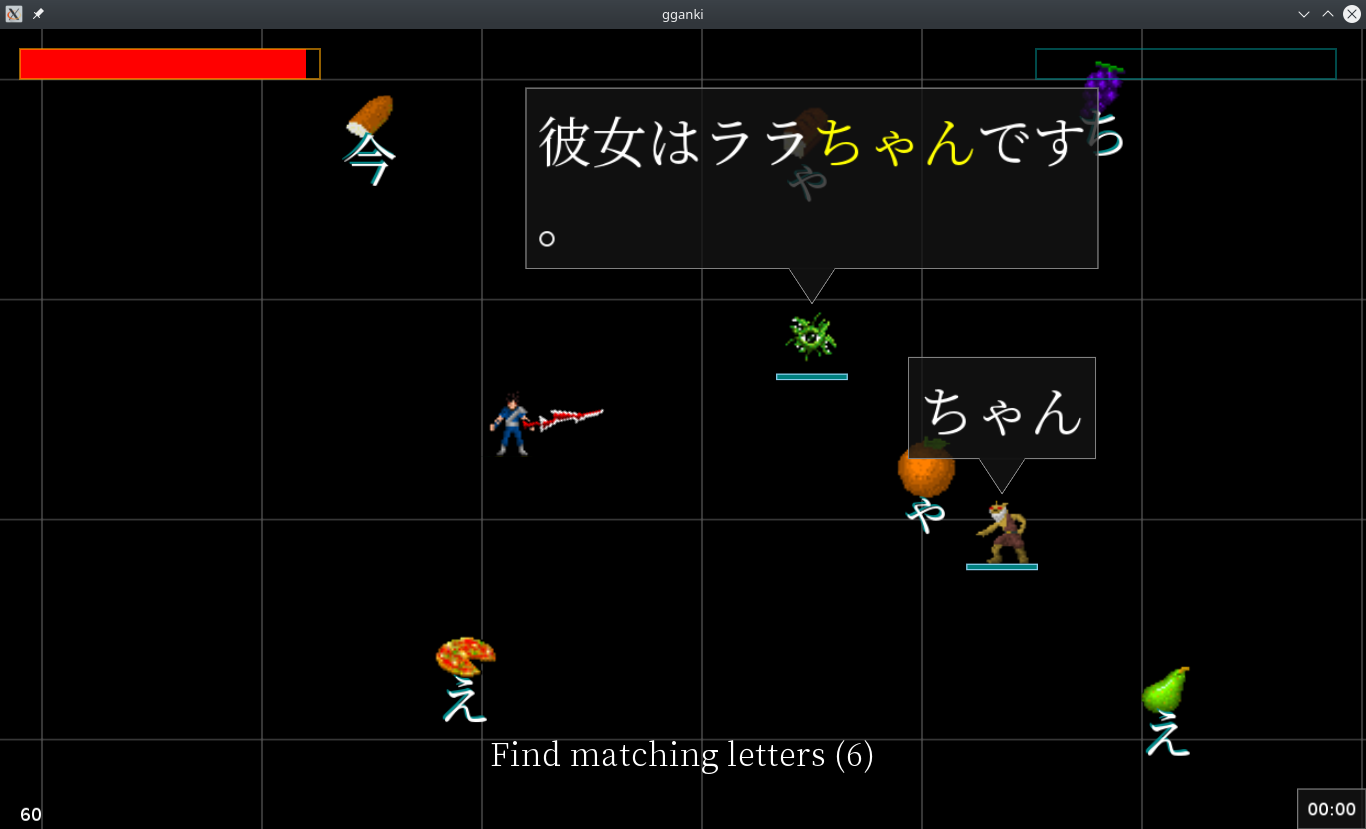 gganki
今
彼女はララちゃんです
。
ゃ
ち
ちゃん
ゃ
え
え
Find matching letters (6)
60
00:00